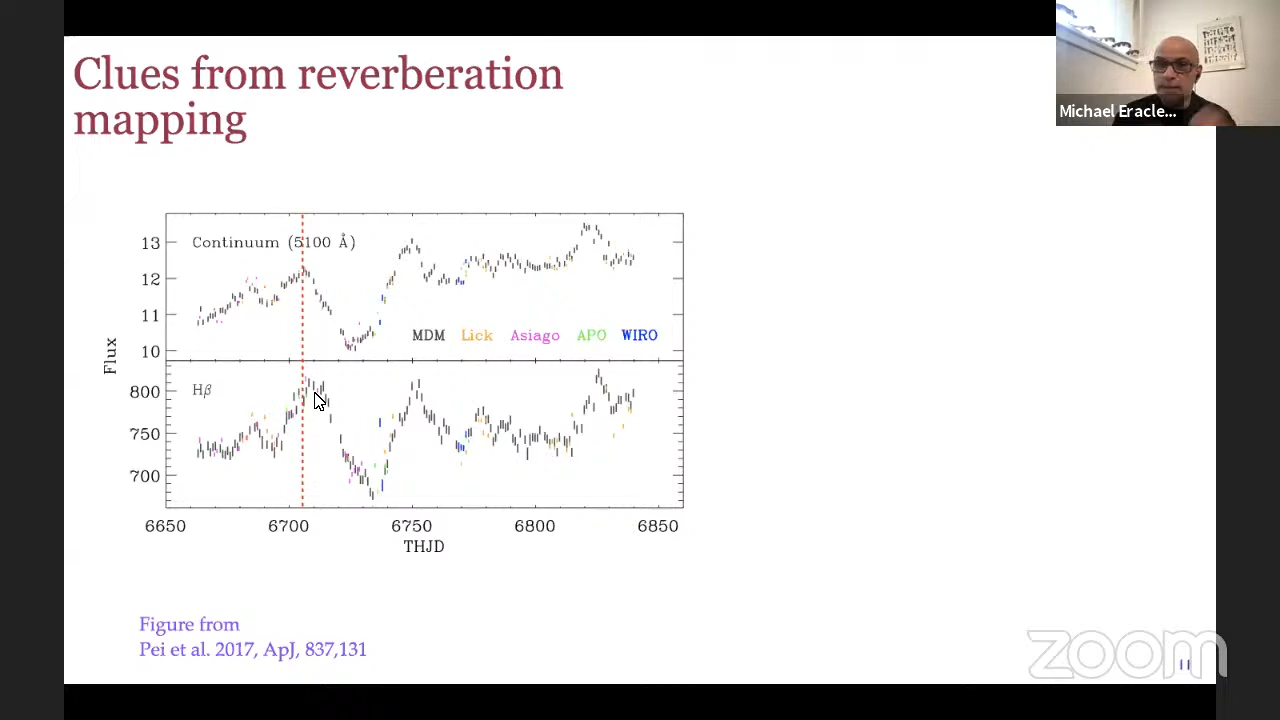 Clues from reverberation
mapping
Michael Eracle...
13
12
11
10
Continuum (5100 Å)
MDM Lick Asiago APO WIRO
Flux
800
750
700
Hβ
6650 6700 6750 6800 6850
THJD
Figure from
Pei et al. 2017, ApJ, 837,131
zoom
11